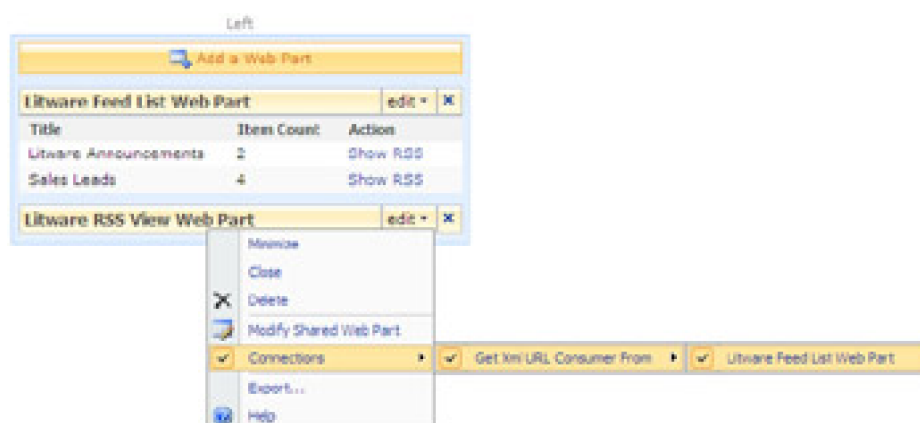 Left
Add a Web Part
Litware Feed List Web Part edit
Title Item Count Action
Litware Announcements 2 Show RSS
Sales Leads 4 Show RSS
Litware RSS View Web Part edit
Minimize
Close
Delete
Modify Shared Web Part
Connections Get Xml URL Consumer From Litware Feed List Web Part
Export...
Help